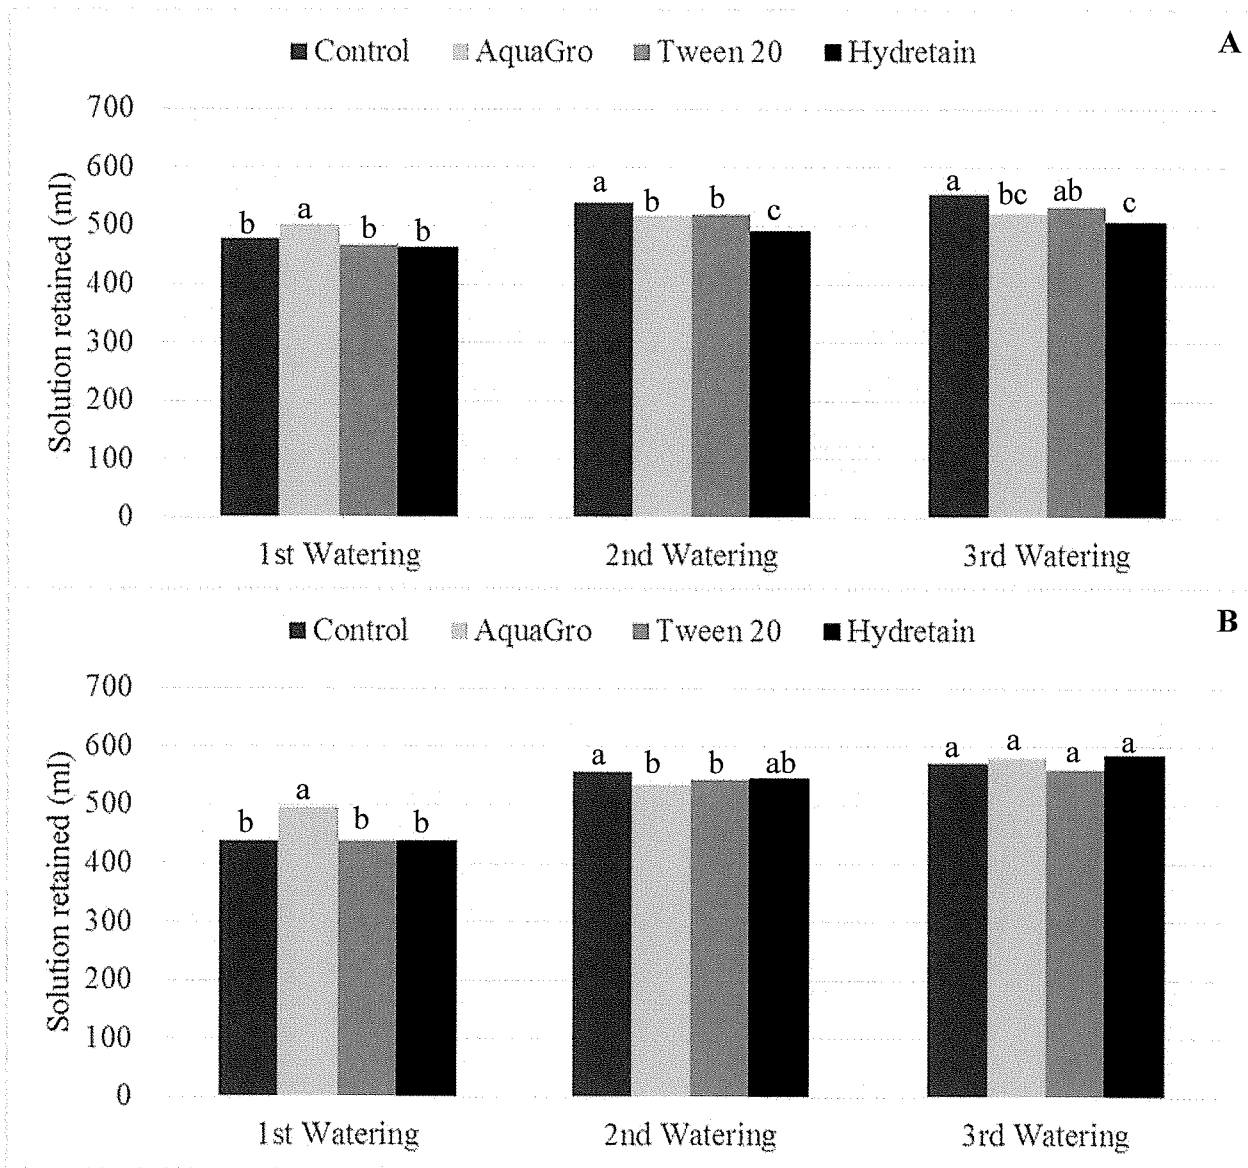 Control AquaGro Tween 20 Hydretain A
700
600
500
400
300
200
100
0
Solution retained (ml)
b a b b
a b b c
a bc ab c
1st Watering 2nd Watering 3rd Watering
Control AquaGro Tween 20 Hydretain B
700
600
500
400
300
200
100
0
Solution retained (ml)
b a b b
a b b ab
a a a a
1st Watering 2nd Watering 3rd Watering